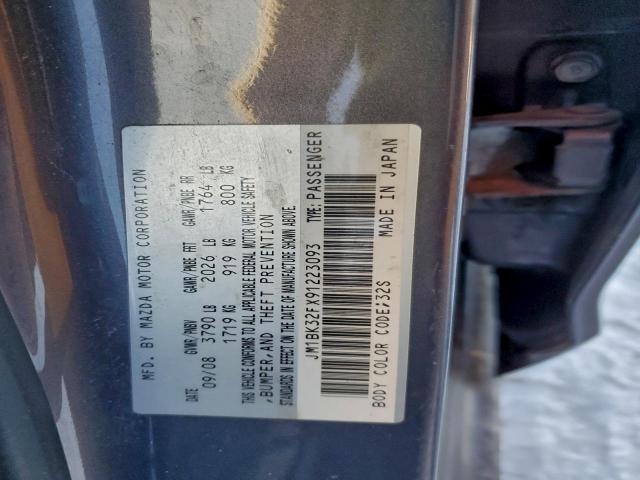 MFD. BY MAZDA MOTOR CORPORATION
DATE GVWR/PNBV GAWR/PNBE FRT GAWR/PNBE RR
09/08 3790 LB 2026 LB 1764 LB
1719 KG 919 KG 800 KG
THIS VEHICLE CONFORMS TO ALL APPLICABLE FEDERAL MOTOR VEHICLE SAFETY
,BUMPER,AND THEFT PREVENTION
STANDARDS IN EFFECT ON THE DATE OF MANUFACTURE SHOWN ABOVE.
JM1BK32FX91223093 TYPE: PASSENGER
BODY COLOR CODE:32S MADE IN JAPAN